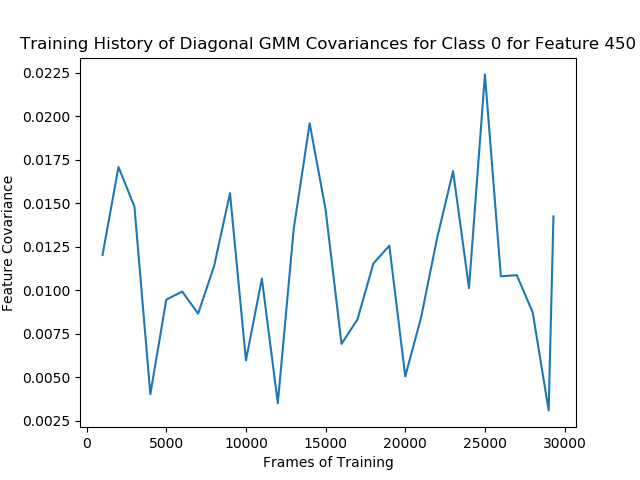 Training History of Diagonal GMM Covariances for Class 0 for Feature 450
Feature Covariance
0.0225
0.0200
0.0175
0.0150
0.0125
0.0100
0.0075
0.0050
0.0025
0 5000 10000 15000 20000 25000 30000
Frames of Training